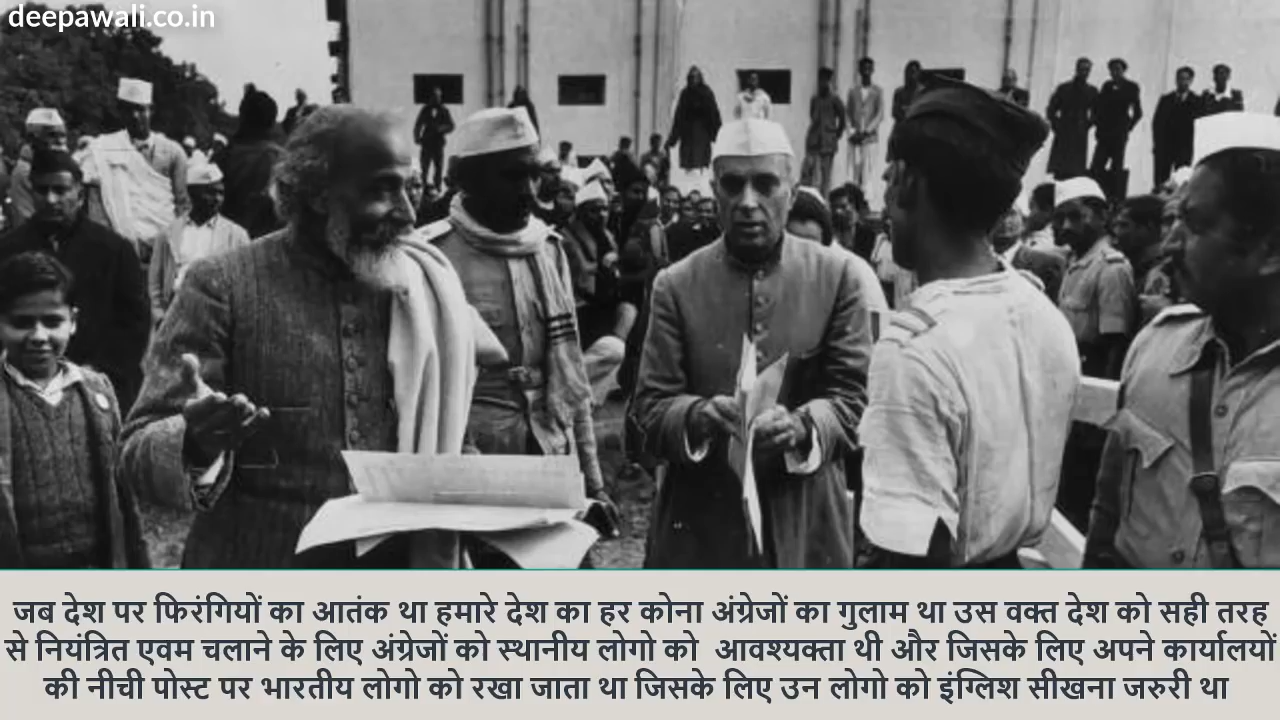 deepawali.co.in
जब देश पर फिरंगियों का आतंक था हमारे देश का हर कोना अंग्रेजों का गुलाम था उस वक्त देश को सही तरह
से नियंत्रित एवम चलाने के लिए अंग्रेजों को स्थानीय लोगो को आवश्यक्ता थी और जिसके लिए अपने कार्यालयों
की नीची पोस्ट पर भारतीय लोगो को रखा जाता था जिसके लिए उन लोगो को इंग्लिश सीखना जरुरी था